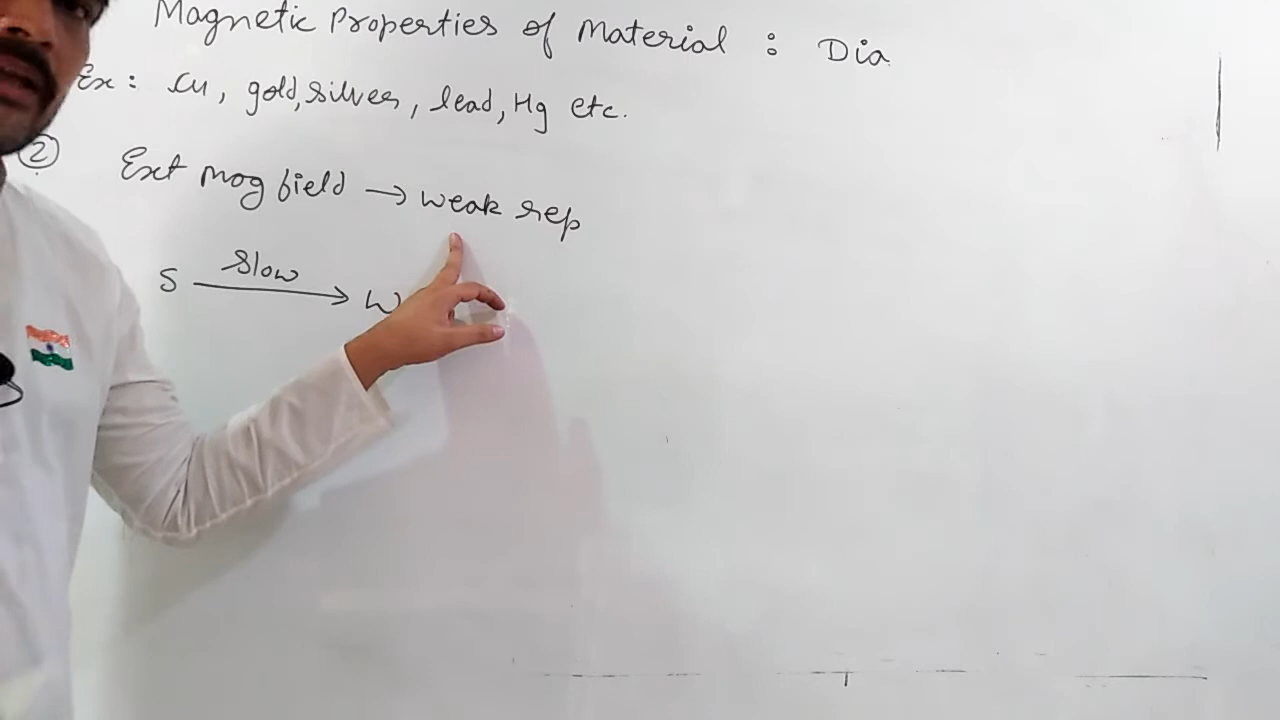 Magnetic Properties of Material : Dia
Ex : Cu, gold, silver, lead, Hg etc.
② Ext mag field → weak rep
S Slow → W